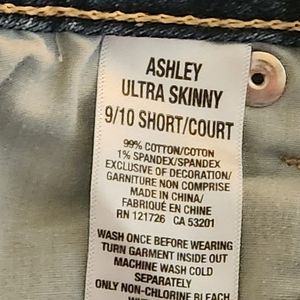 ASHLEY
ULTRA SKINNY
9/10 SHORT/COURT
99% COTTON/COTON
1% SPANDEX/SPANDEX
EXCLUSIVE OF DECORATION/
GARNITURE NON COMPRISE
MADE IN CHINA/
FABRIQUÉ EN CHINE
RN 121726 CA 53201
WASH ONCE BEFORE WEARING
TURN GARMENT INSIDE OUT
MACHINE WASH COLD
SEPARATELY
ONLY NON-CHLORINE BLEACH